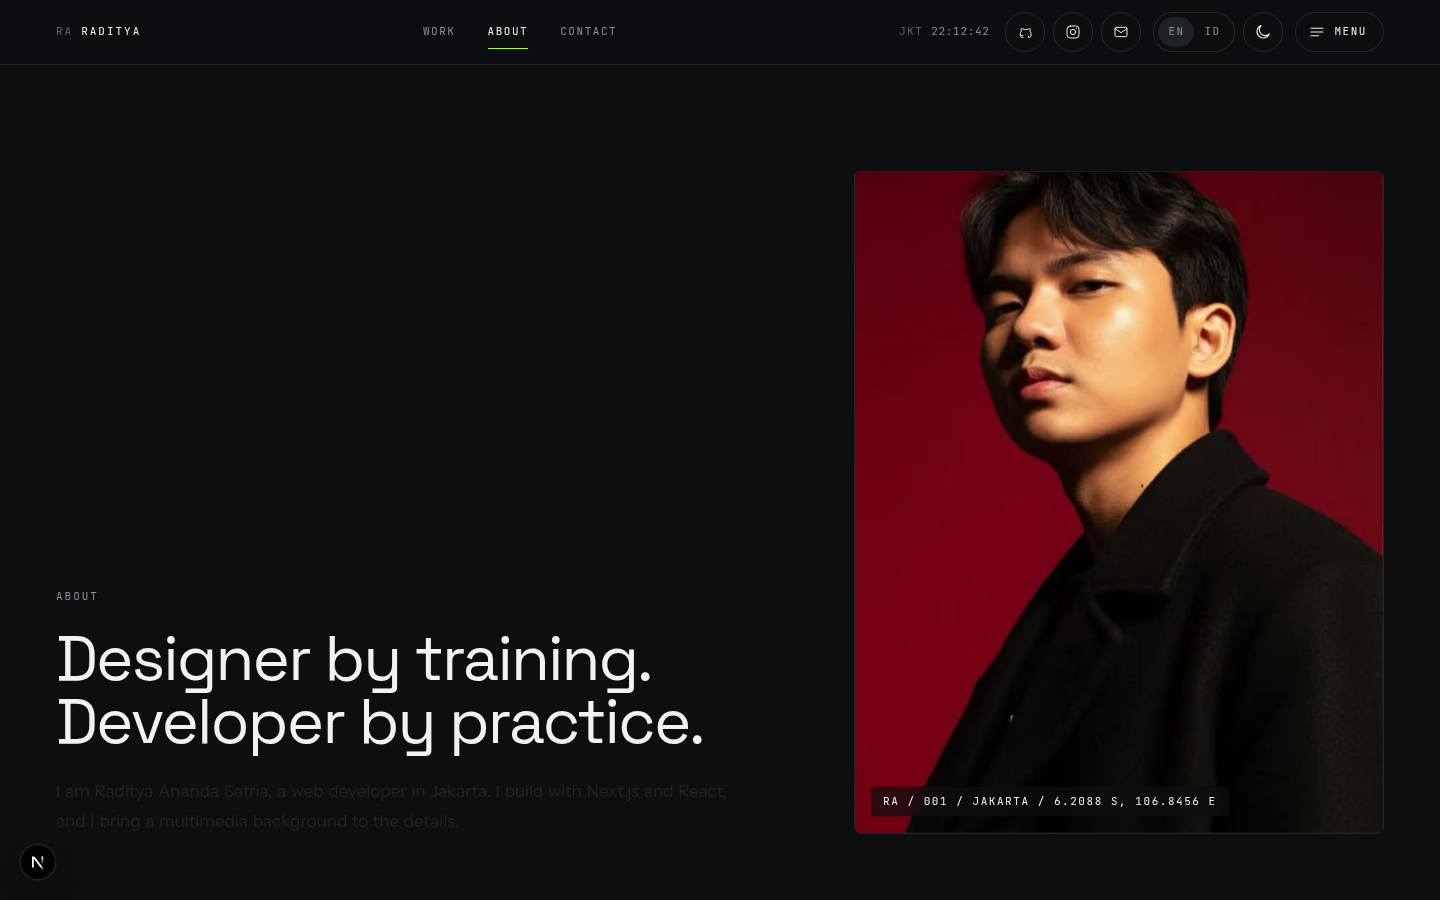 RA RADITYA
WORK ABOUT CONTACT
JKT 22:12:42
EN ID
MENU
ABOUT
Designer by training.
Developer by practice.
I am Raditya Ananda Satria, a web developer in Jakarta. I build with Next.js and React,
and I bring a multimedia background to the details.
RA / 001 / JAKARTA / 6.2088 S, 106.8456 E
N